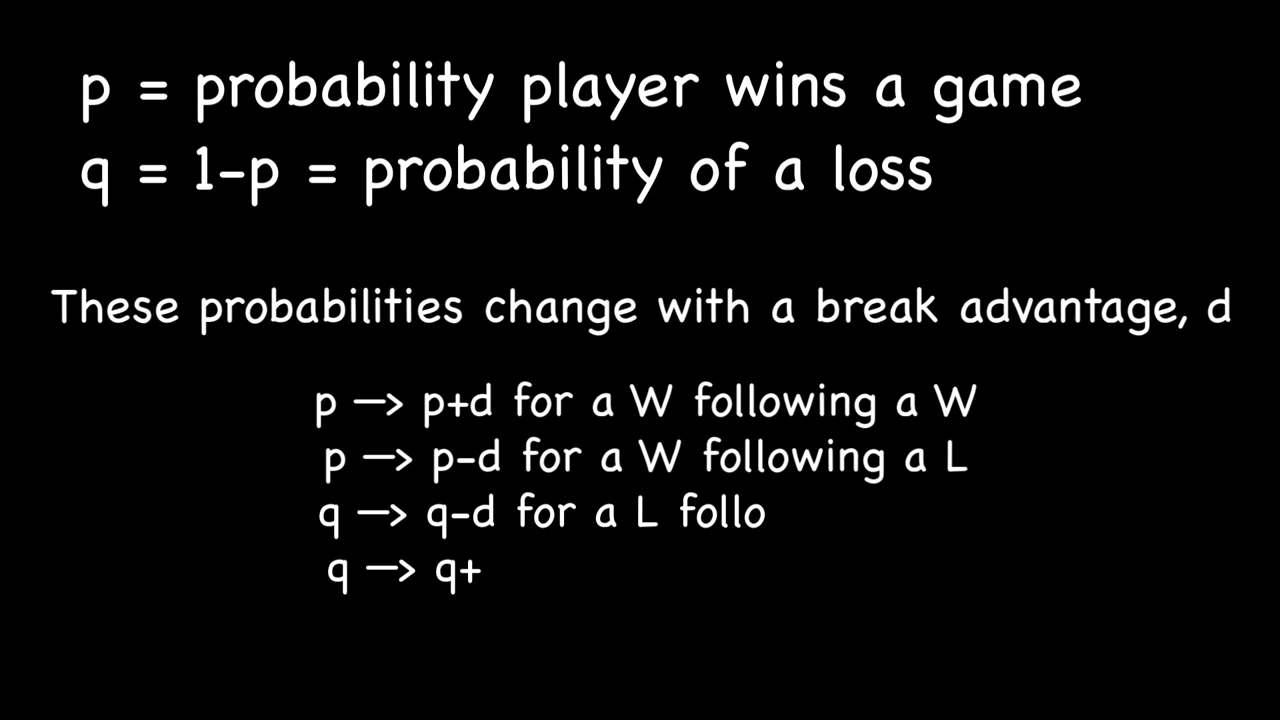 p = probability player wins a game
q = 1-p = probability of a loss
These probabilities change with a break advantage, d
p —> p+d for a W following a W
p —> p-d for a W following a L
q —> q-d for a L follo
q —> q+